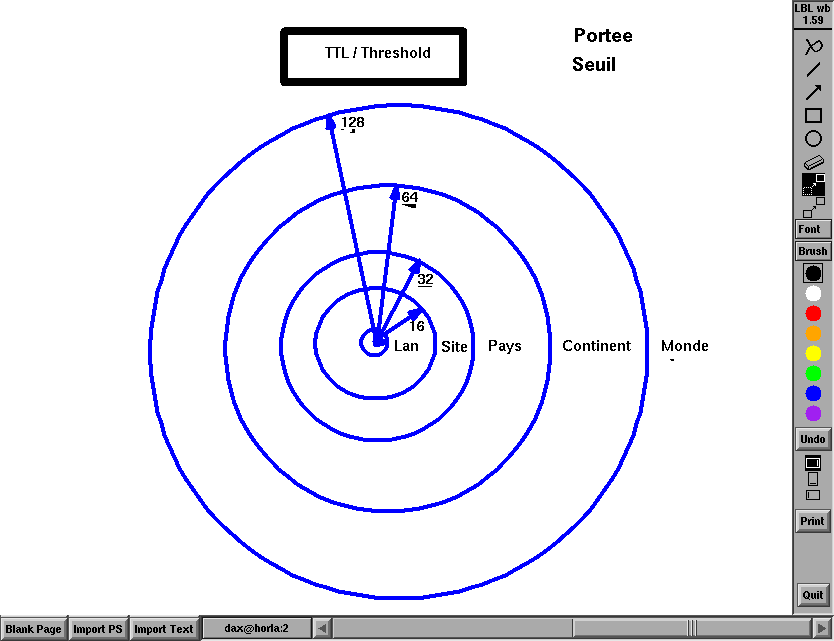 LBL wb
1.59
TTL / Threshold
Portee
Seuil
128
64
32
16
Lan
Site
Pays
Continent
Monde
Font
Brush
Undo
Print
Quit
Blank Page
Import PS
Import Text
dax@horla:2